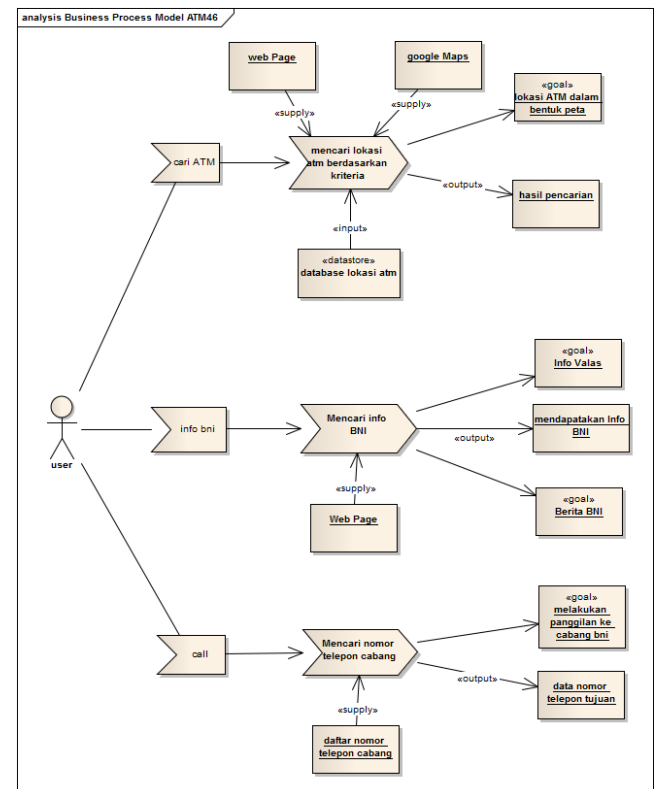 analysis Business Process Model ATM46
web Page
google Maps
«supply»
«supply»
«goal»
lokasi ATM dalam
bentuk peta
cari ATM
mencari lokasi
atm berdasarkan
kriteria
«output»
hasil pencarian
«input»
«datastore»
database lokasi atm
«goal»
Info Valas
user
info bni
Mencari info
BNI
«output»
mendapatakan Info
BNI
«supply»
Web Page
«goal»
Berita BNI
call
Mencari nomor
telepon cabang
«goal»
melakukan
panggilan ke
cabang bni
«output»
data nomor
telepon tujuan
«supply»
daftar nomor
telepon cabang